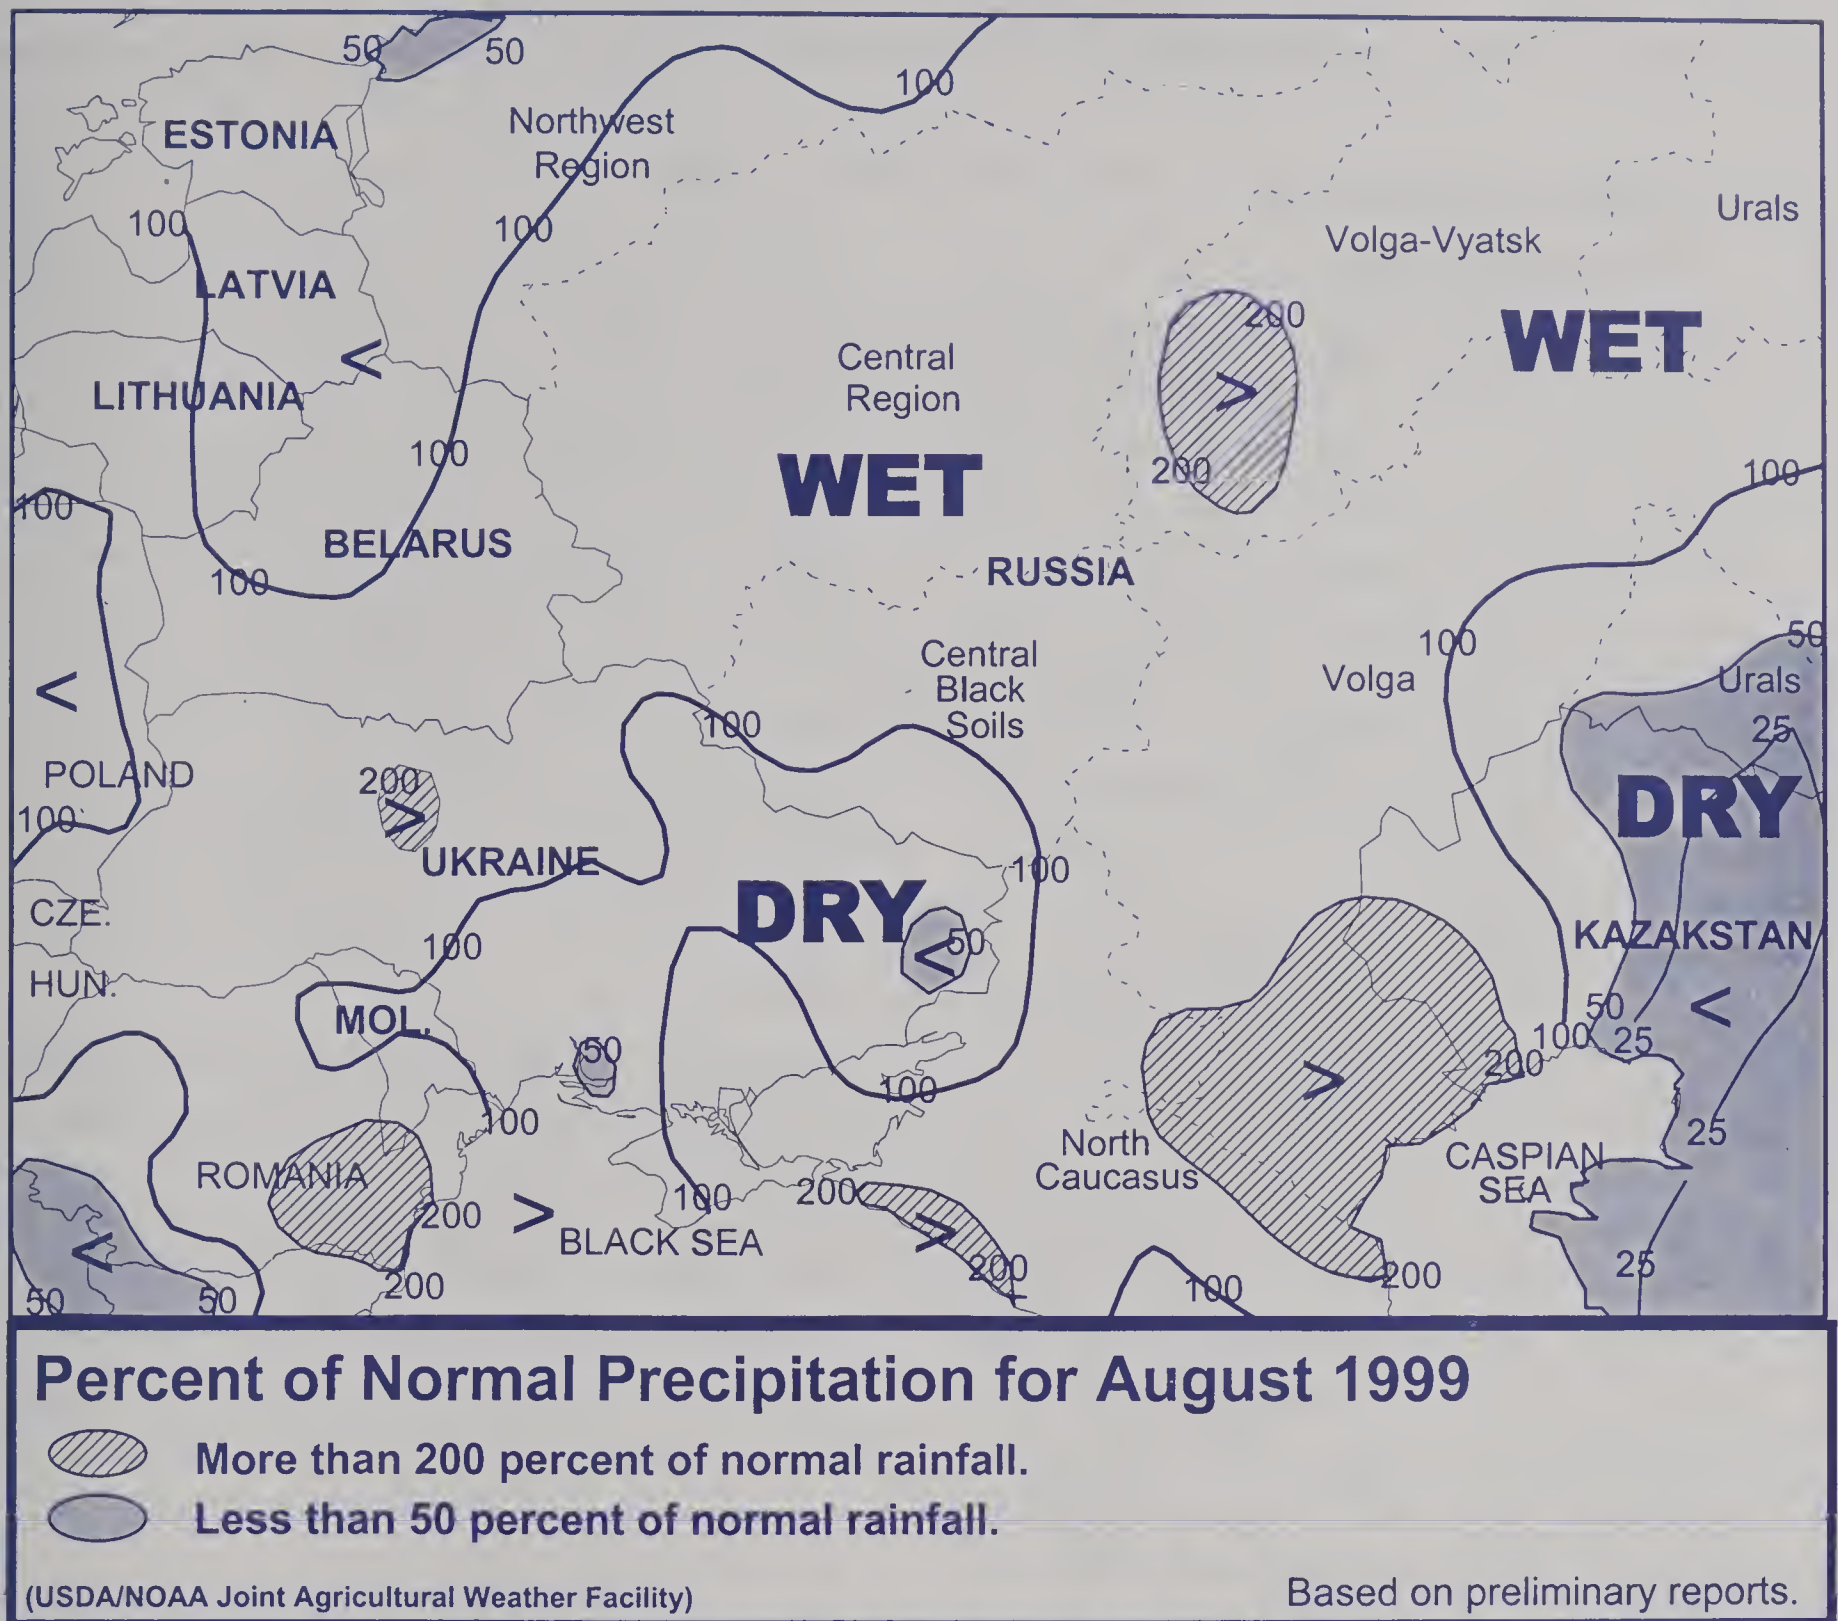 50 50
100
ESTONIA
Northwest
Region
100
100
Urals
Volga-Vyatsk
LATVIA
200
WET
<
Central
Region
LITHUANIA
>
100
200
WET
100
100
BELARUS
RUSSIA
100
50
100
Central
Black
Soils
Volga
Urals
<
100
25
POLAND
200
DRY
100
>
UKRAINE
100
DRY
CZE.
KAZAKSTAN
100
50
<
HUN.
50
<
MOL.
100
25
50
200
>
100
100
25
North
Caucasus
CASPIAN
SEA
ROMANIA
100
200
200
>
BLACK SEA
>
<
200
25
200
200
100
50
50
Percent of Normal Precipitation for August 1999
More than 200 percent of normal rainfall.
Less than 50 percent of normal rainfall.
(USDA/NOAA Joint Agricultural Weather Facility)
Based on preliminary reports.